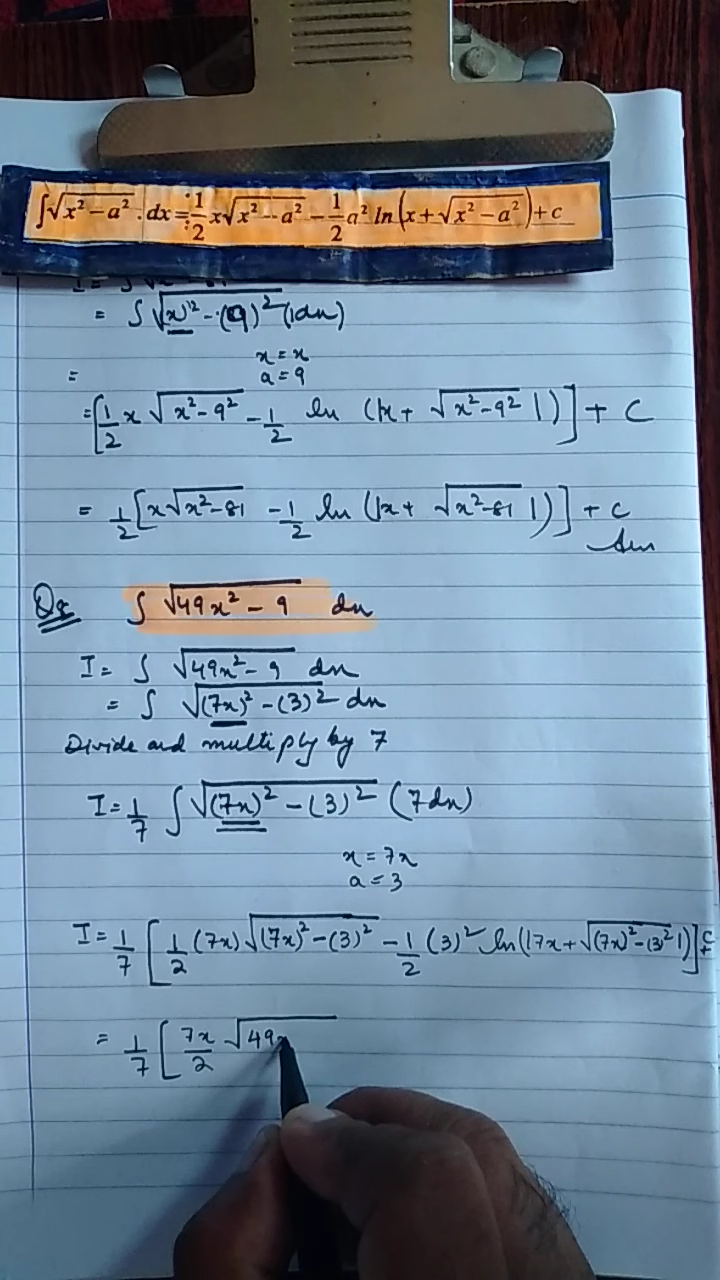 ∫√x²−a² . dx = 1/2 x√x²−a² − 1/2 a² ln (x+√x²−a²)+c
= ∫ √(x)² − (9)² (1dx)
x = x
=
a = 9
=[1/2 x √x²−9² − 1/2 ln (|x + √x²−9² |)] + C
= 1/2 [x√x²−81 − 1/2 ln (|x + √x²−81 |)] + c
Ans
Q: ∫ √49x² − 9 dx
I = ∫ √49x² − 9 dx
= ∫ √(7x)² − (3)² dx
Divide and multiply by 7
I = 1/7 ∫ √(7x)² − (3)² (7dx)
x = 7x
a = 3
I = 1/7 [1/2 (7x) √(7x)² − (3)² − 1/2 (3)² ln(|7x + √(7x)² − (3)² |)] + c
= 1/7 [7x/2 √49x